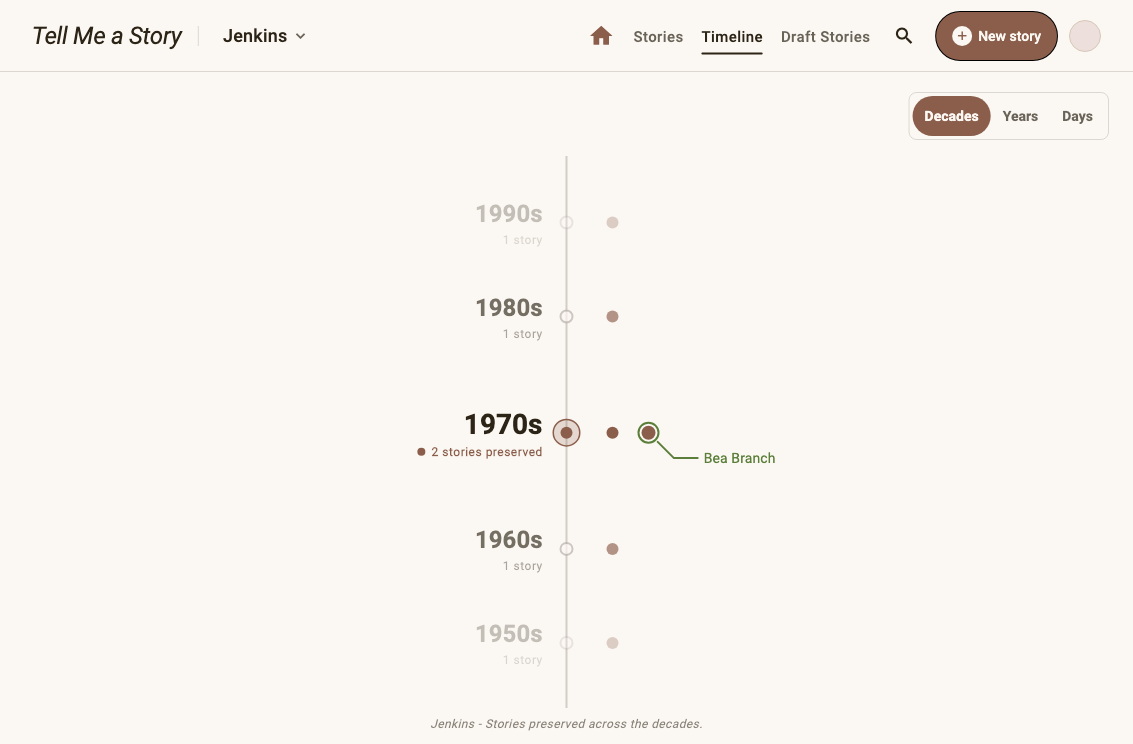 Tell Me a Story
Jenkins
Stories
Timeline
Draft Stories
New story
Decades
Years
Days
1990s
1 story
1980s
1 story
1970s
2 stories preserved
Bea Branch
1960s
1 story
1950s
1 story
Jenkins - Stories preserved across the decades.